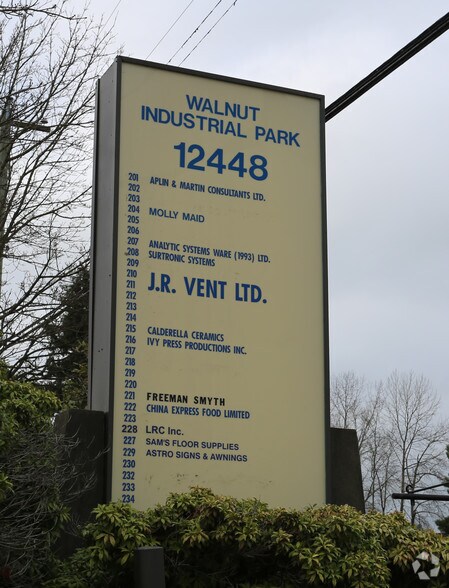 WALNUT
INDUSTRIAL PARK
12448
201 APLIN & MARTIN CONSULTANTS LTD.
202
203
204 MOLLY MAID
205
206
207 ANALYTIC SYSTEMS WARE (1993) LTD.
208 SURTRONIC SYSTEMS
209
210
211 J.R. VENT LTD.
212
213
214
215 CALDERELLA CERAMICS
216 IVY PRESS PRODUCTIONS INC.
217
218
219
220
221 FREEMAN SMYTH
222 CHINA EXPRESS FOOD LIMITED
223
228 LRC Inc.
227 SAM'S FLOOR SUPPLIES
229 ASTRO SIGNS & AWNINGS
230
231
232
233
234